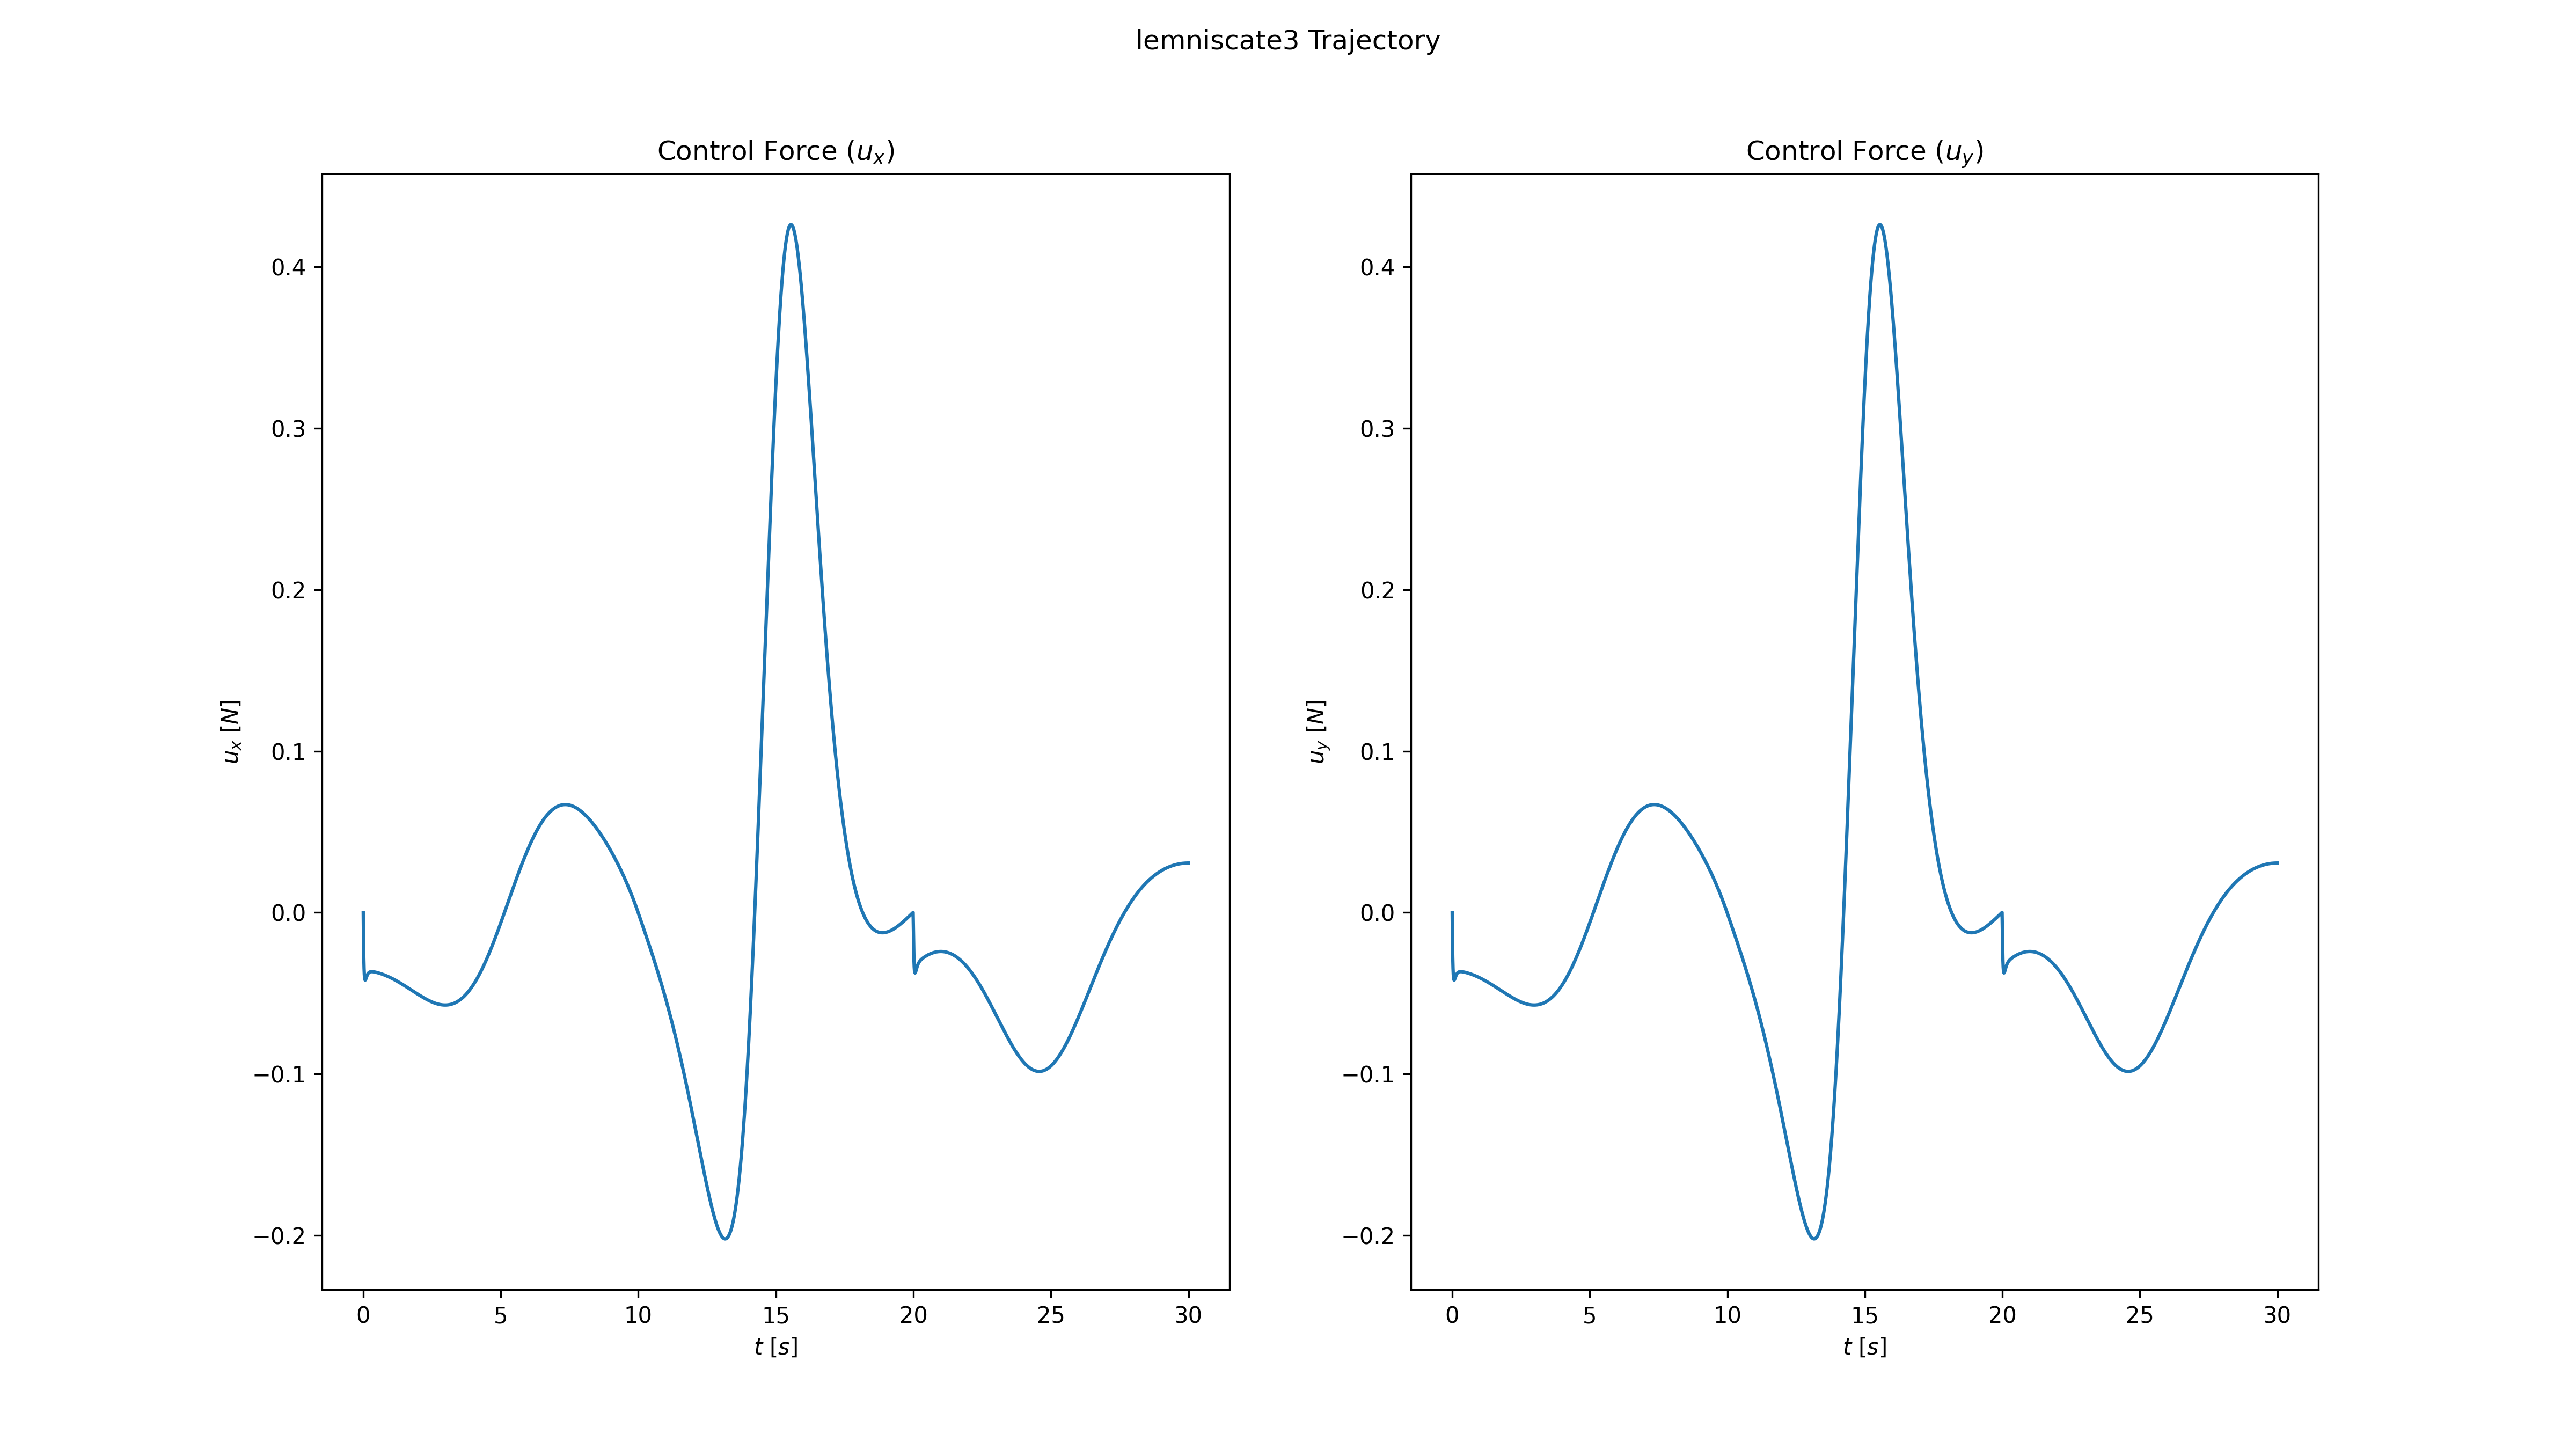 lemniscate3 Trajectory
Control Force (u_x)
0.4
0.3
0.2
0.1
0.0
−0.1
−0.2
u_x [N]
0 5 10 15 20 25 30
t [s]
Control Force (u_y)
0.4
0.3
0.2
0.1
0.0
−0.1
−0.2
u_y [N]
0 5 10 15 20 25 30
t [s]